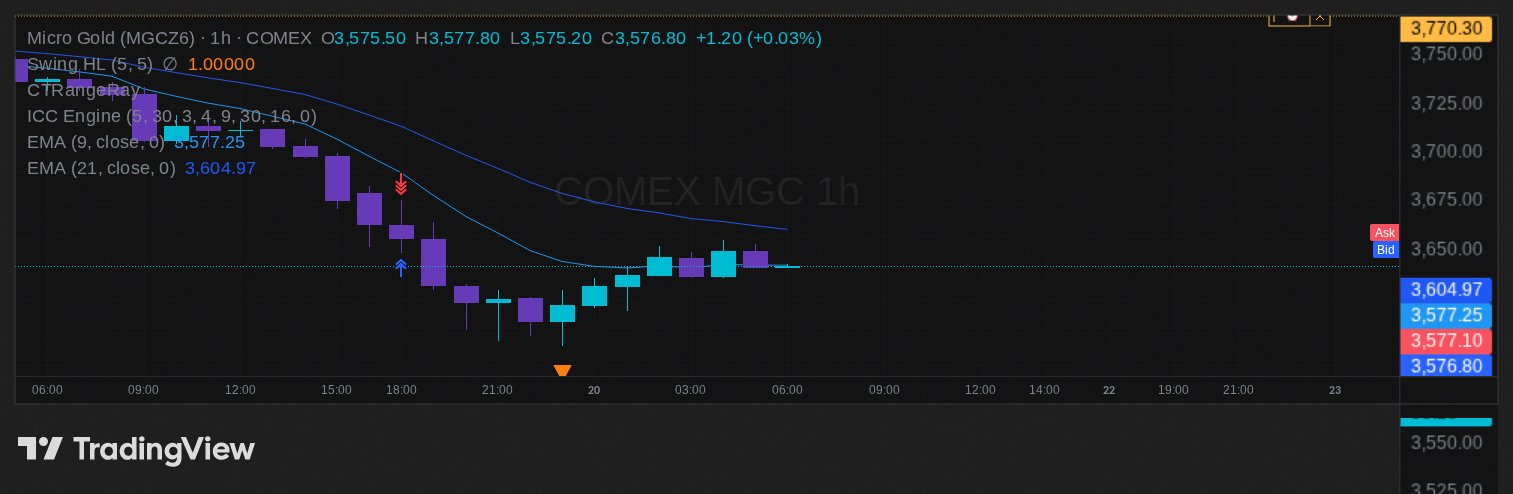 Micro Gold (MGCZ6) · 1h · COMEX O3,575.50 H3,577.80 L3,575.20 C3,576.80 +1.20 (+0.03%)
Swing HL (5, 5) ∅ 1.00000
CTRangeRay
ICC Engine (5, 30, 3, 4, 9, 30, 16, 0)
EMA (9, close, 0) 3,577.25
EMA (21, close, 0) 3,604.97
COMEX MGC 1h
3,770.30
3,750.00
3,725.00
3,700.00
3,675.00
3,650.00
Ask
Bid
3,604.97
3,577.25
3,577.10
3,576.80
06:00 09:00 12:00 15:00 18:00 21:00 20 03:00 06:00 09:00 12:00 14:00 22 19:00 21:00 23
3,550.00
3,525.00
TradingView